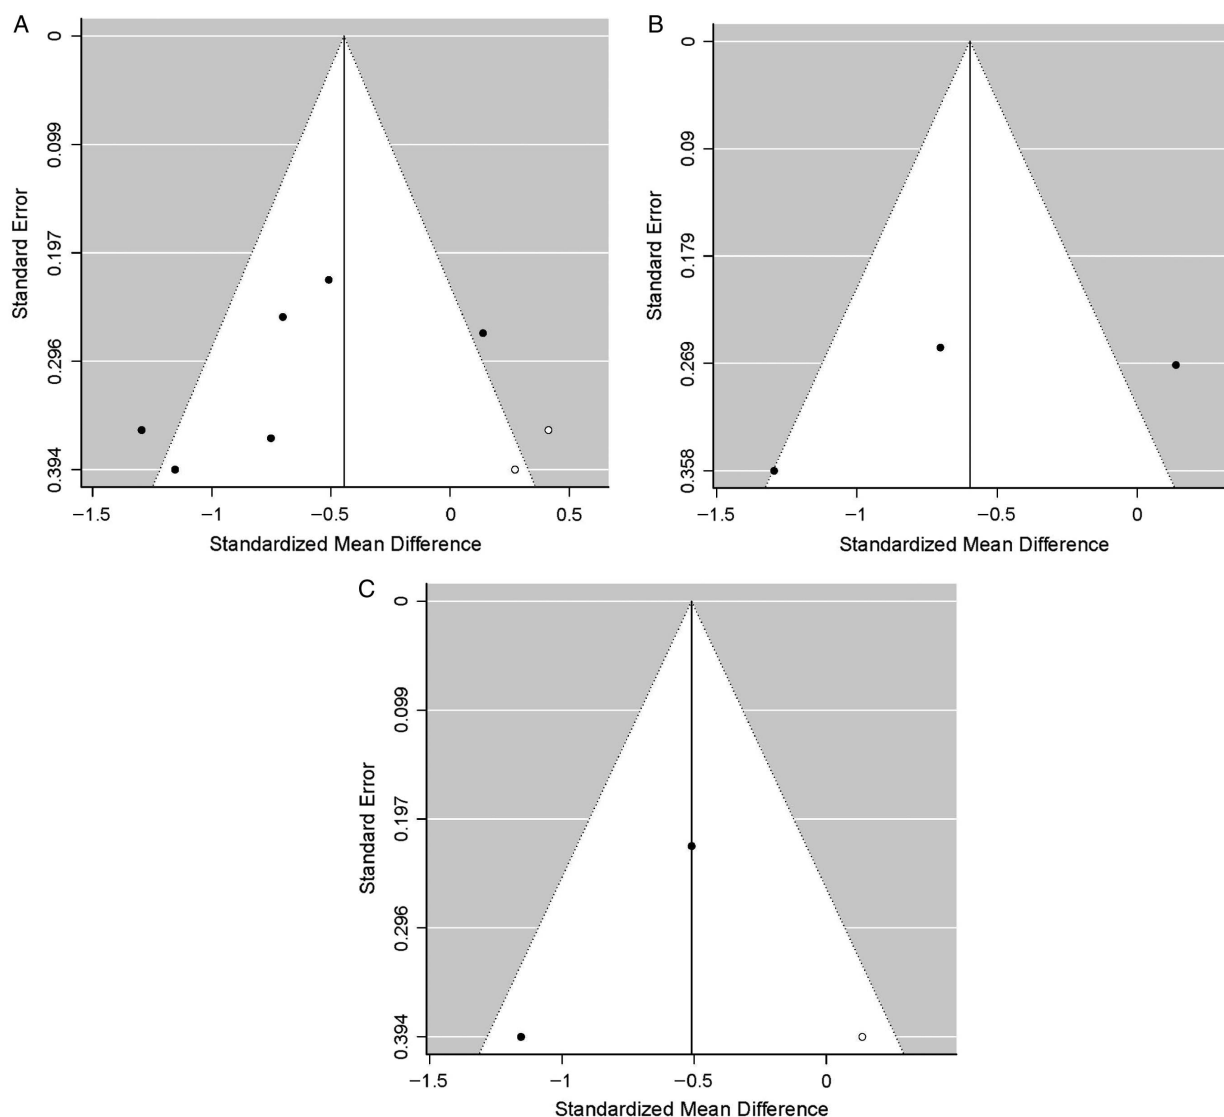 A
0
0.099
0.197
0.296
0.394
Standard Error
−1.5 −1 −0.5 0 0.5
Standardized Mean Difference
B
0
0.09
0.179
0.269
0.358
Standard Error
−1.5 −1 −0.5 0
Standardized Mean Difference
C
0
0.099
0.197
0.296
0.394
Standard Error
−1.5 −1 −0.5 0
Standardized Mean Difference